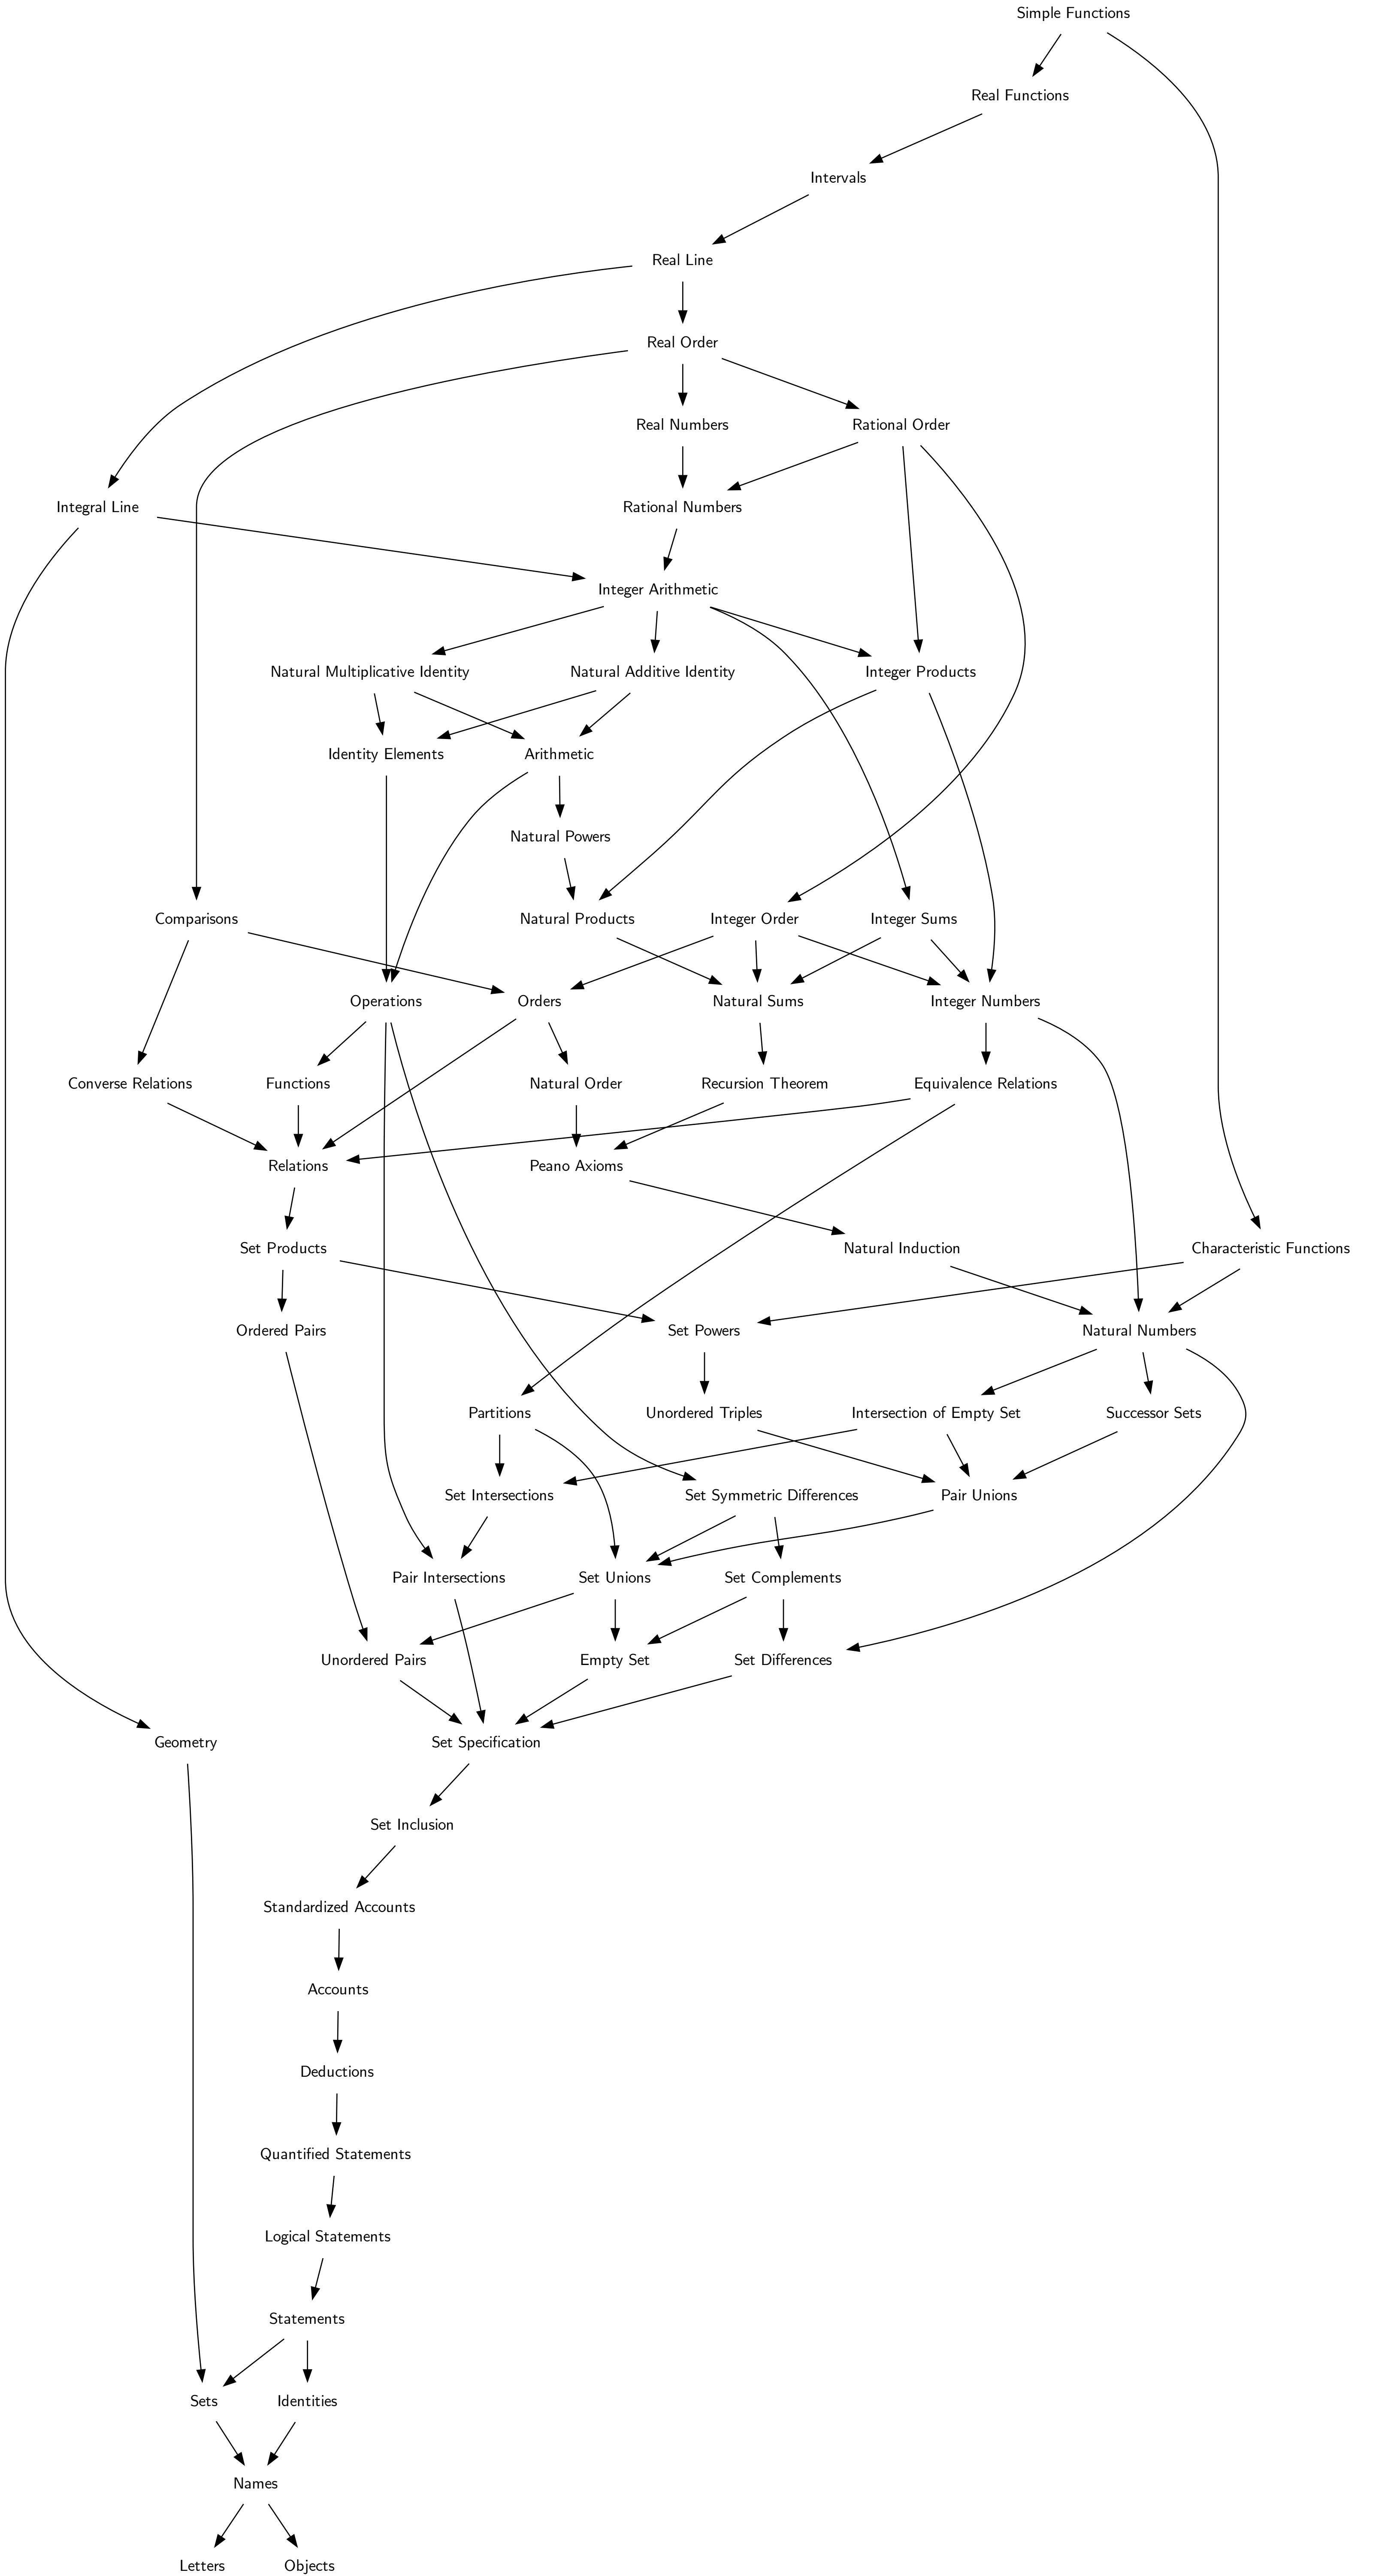 Simple Functions
Real Functions
Intervals
Real Line
Real Order
Real Numbers
Rational Order
Integral Line
Rational Numbers
Integer Arithmetic
Natural Multiplicative Identity
Natural Additive Identity
Integer Products
Identity Elements
Arithmetic
Natural Powers
Comparisons
Natural Products
Integer Order
Integer Sums
Operations
Orders
Natural Sums
Integer Numbers
Converse Relations
Functions
Natural Order
Recursion Theorem
Equivalence Relations
Relations
Peano Axioms
Set Products
Natural Induction
Characteristic Functions
Ordered Pairs
Set Powers
Natural Numbers
Partitions
Unordered Triples
Intersection of Empty Set
Successor Sets
Set Intersections
Set Symmetric Differences
Pair Unions
Pair Intersections
Set Unions
Set Complements
Unordered Pairs
Empty Set
Set Differences
Geometry
Set Specification
Set Inclusion
Standardized Accounts
Accounts
Deductions
Quantified Statements
Logical Statements
Statements
Sets
Identities
Names
Letters
Objects